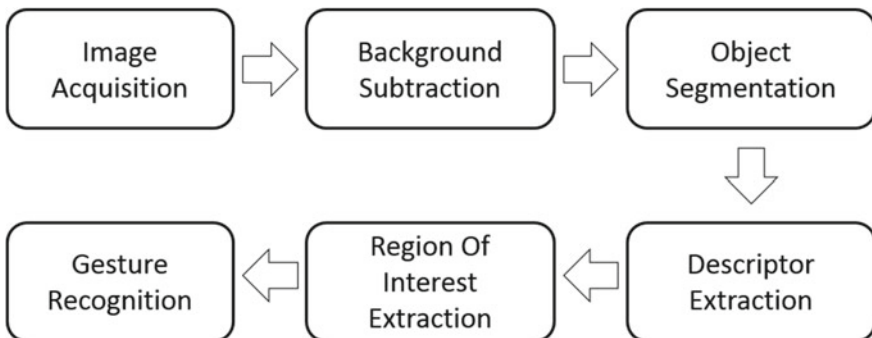 Image
Acquisition
Background
Subtraction
Object
Segmentation
Descriptor
Extraction
Region Of
Interest
Extraction
Gesture
Recognition